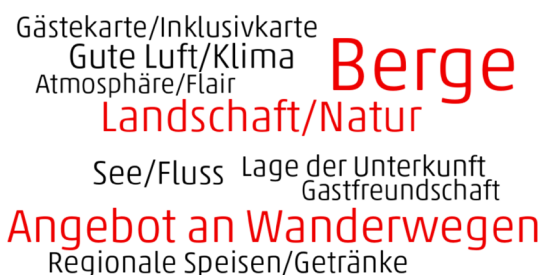 Gästekarte/Inklusivkarte
Gute Luft/Klima
Berge
Atmosphäre/Flair
Landschaft/Natur
See/Fluss
Lage der Unterkunft
Gastfreundschaft
Angebot an Wanderwegen
Regionale Speisen/Getränke